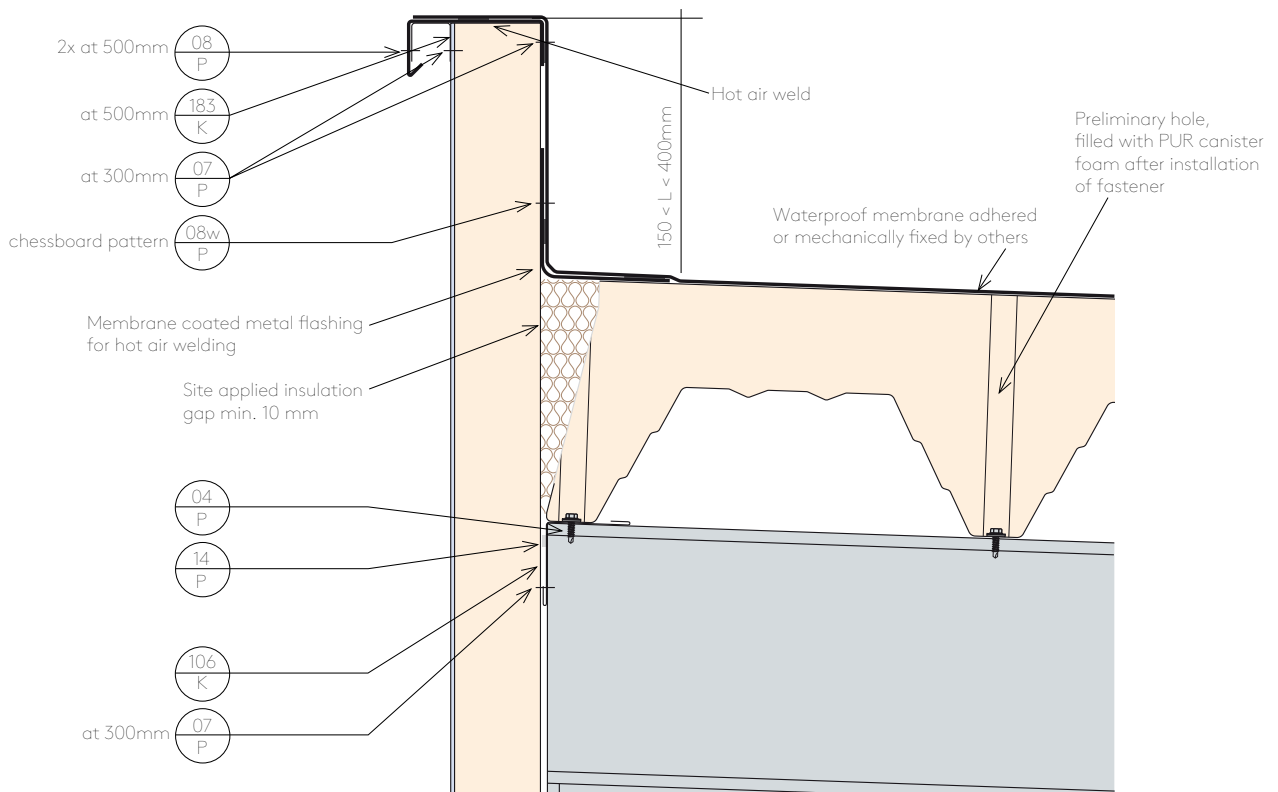 2x at 500mm
08
P
at 500mm
183
K
at 300mm
07
P
chessboard pattern
08w
P
Hot air weld
150 < L < 400mm
Preliminary hole,
filled with PUR canister
foam after installation
of fastener
Waterproof membrane adhered
or mechanically fixed by others
Membrane coated metal flashing
for hot air welding
Site applied insulation
gap min. 10 mm
04
P
14
P
106
K
at 300mm
07
P